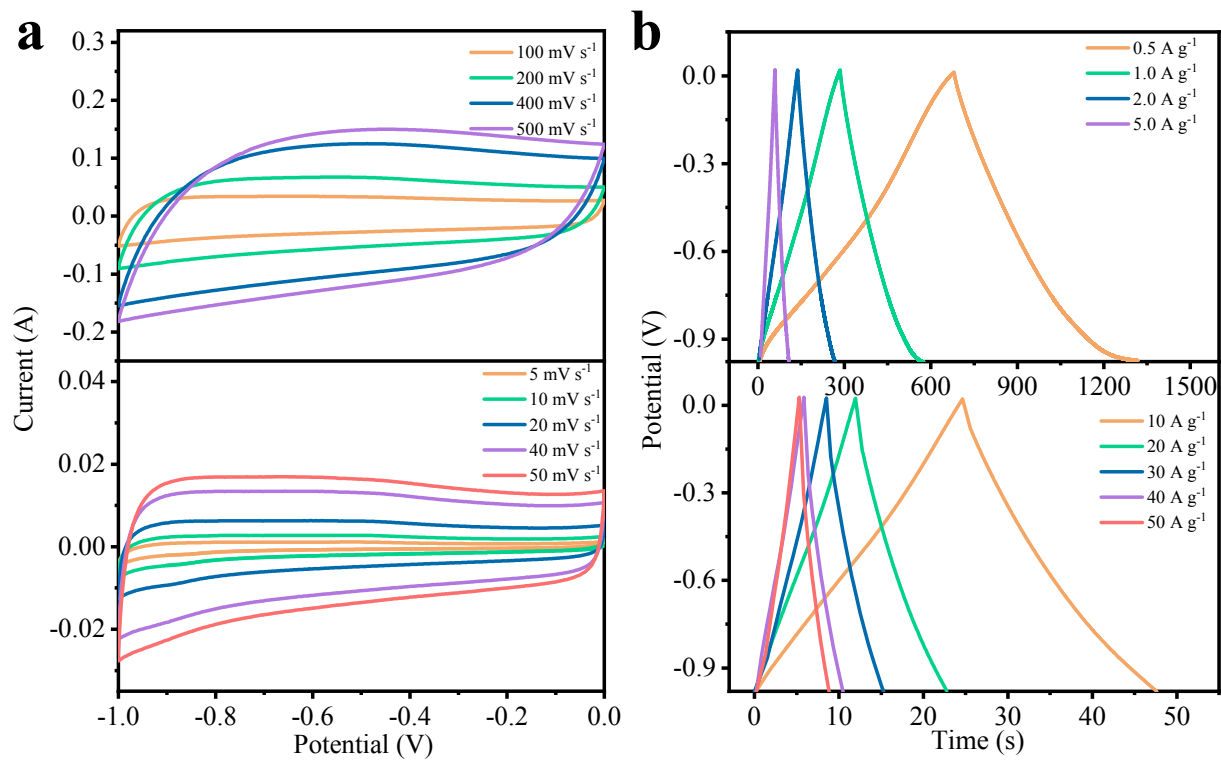 a
0.3
0.2
0.1
0.0
-0.1
-0.2
100 mV s⁻¹
200 mV s⁻¹
400 mV s⁻¹
500 mV s⁻¹
0.04
0.02
0.00
-0.02
5 mV s⁻¹
10 mV s⁻¹
20 mV s⁻¹
40 mV s⁻¹
50 mV s⁻¹
Current (A)
-1.0 -0.8 -0.6 -0.4 -0.2 0.0
Potential (V)
b
0.0
-0.3
-0.6
-0.9
0.5 A g⁻¹
1.0 A g⁻¹
2.0 A g⁻¹
5.0 A g⁻¹
0 300 600 900 1200 1500
0.0
-0.3
-0.6
-0.9
10 A g⁻¹
20 A g⁻¹
30 A g⁻¹
40 A g⁻¹
50 A g⁻¹
Potential (V)
0 10 20 30 40 50
Time (s)